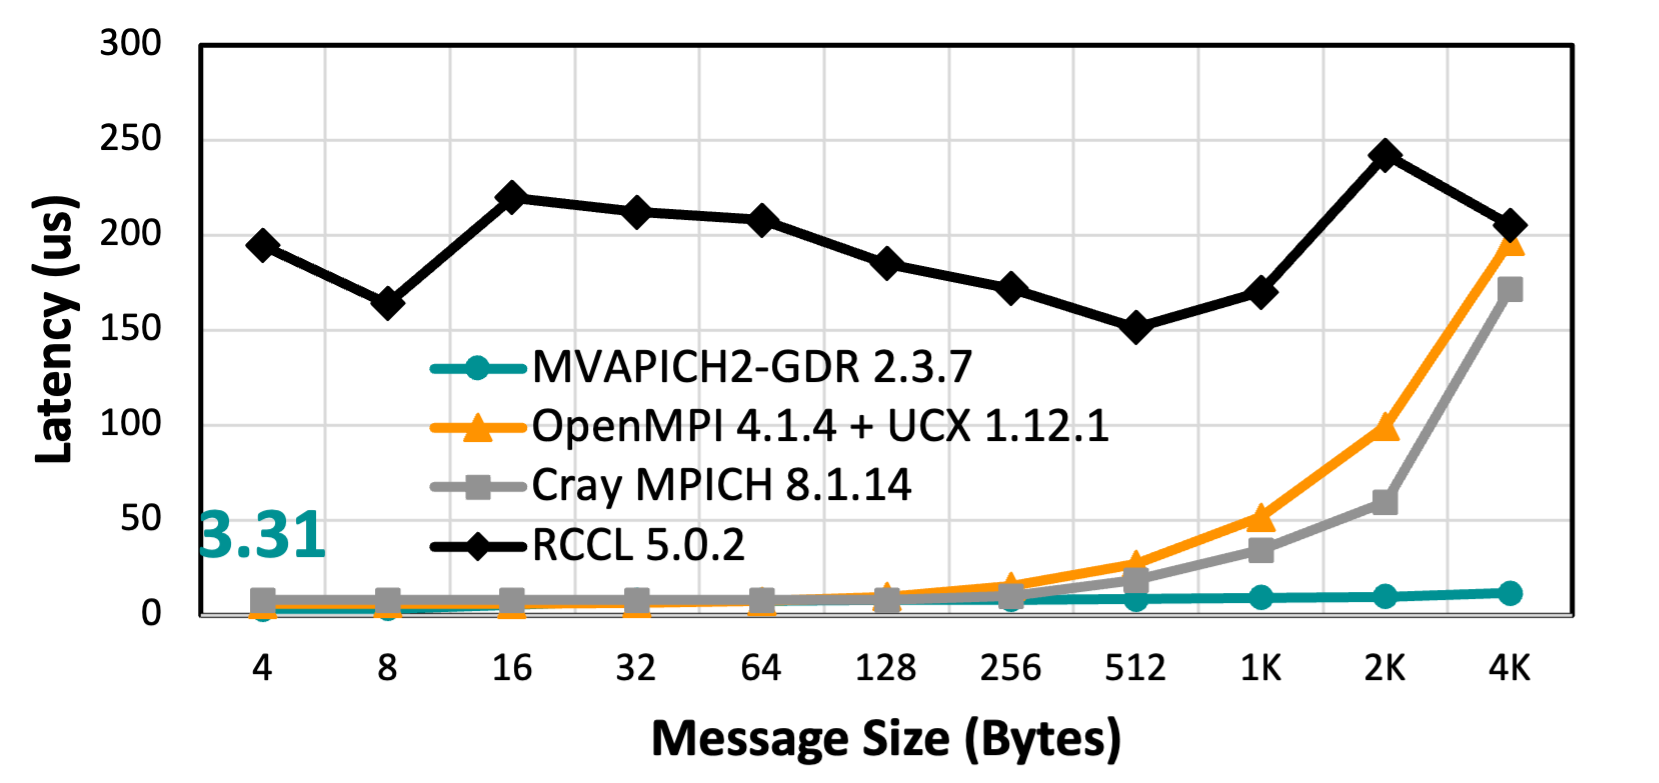 300
250
200
150
100
50
0
Latency (us)
MVAPICH2-GDR 2.3.7
OpenMPI 4.1.4 + UCX 1.12.1
Cray MPICH 8.1.14
RCCL 5.0.2
3.31
4 8 16 32 64 128 256 512 1K 2K 4K
Message Size (Bytes)